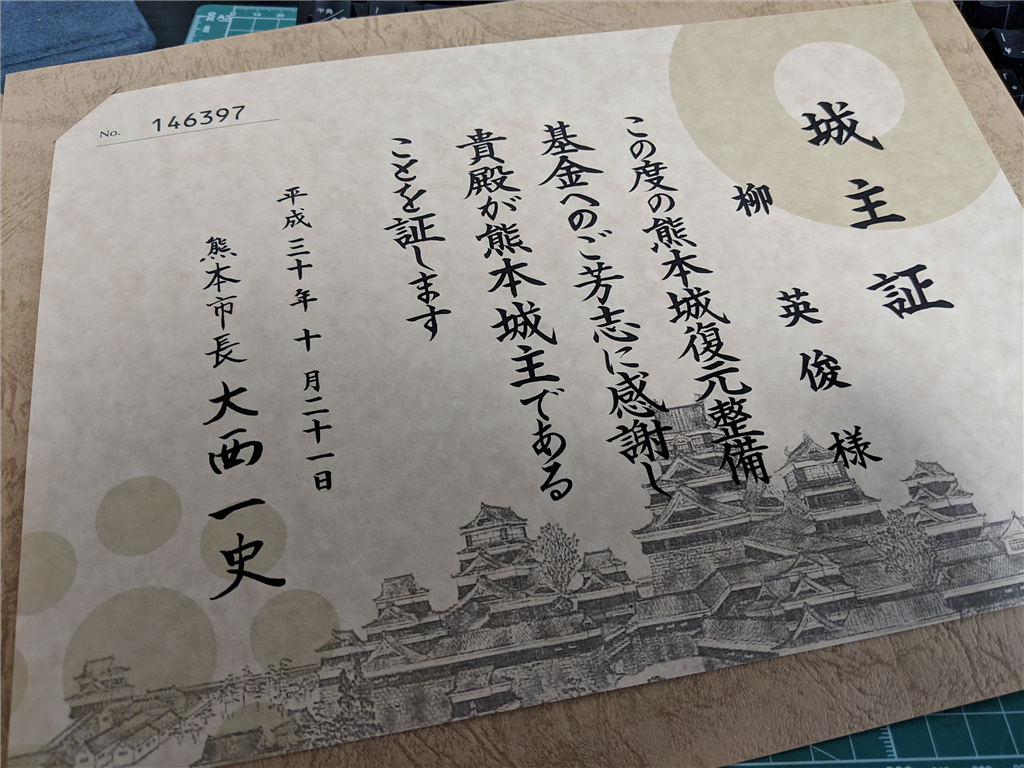 城主証
柳 英俊 様
この度の熊本城復元整備
基金へのご芳志に感謝し
貴殿が熊本城主である
ことを証します
平成三十年十月二十一日
熊本市長 大西一史
No. 146397
半角/
A3